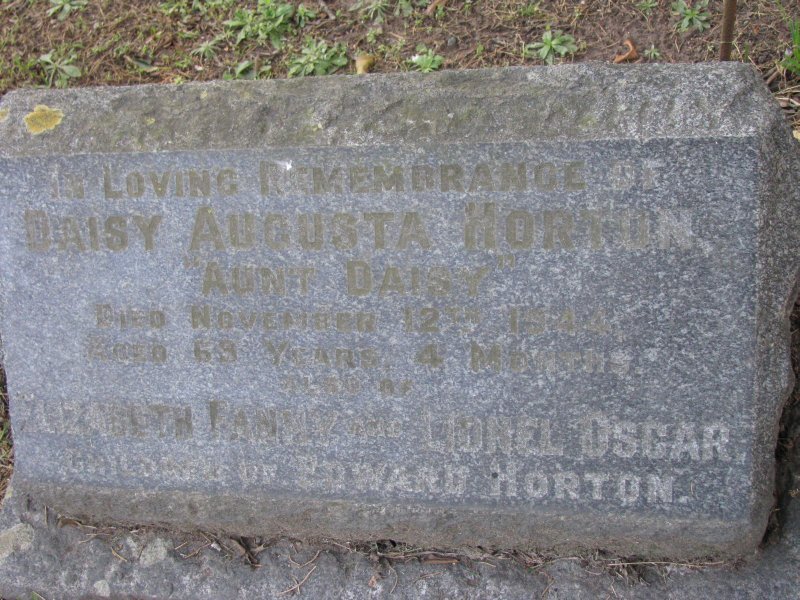 In Loving Remembrance of
Daisy Augusta Horton
"Aunt Daisy"
Died November 12th 1944,
Aged 69 Years, 4 Months.
Also of
Elizabeth Fanny and Lionel Oscar,
Children of Edward Horton.